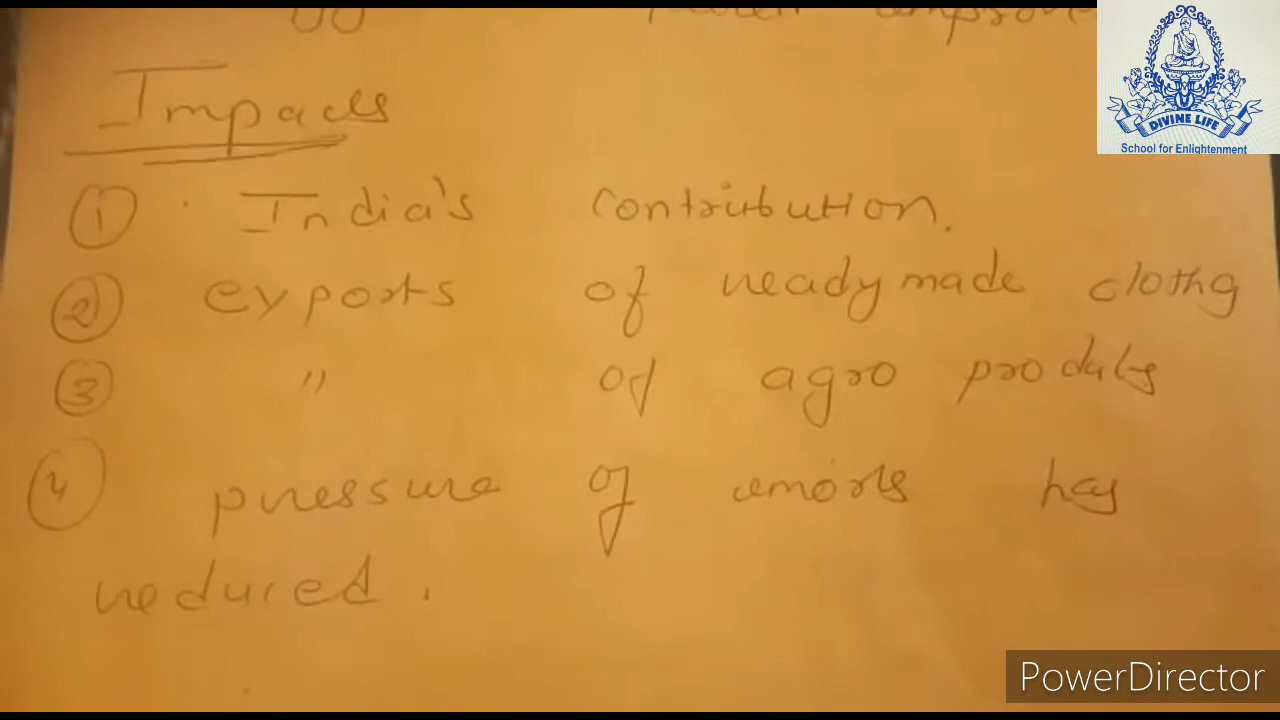 Impacts
① India's contribution.
② exports of readymade clothg
③ " of agro produts
④ pressure of imports has
reduced.
DIVINE LIFE
School for Enlightenment
PowerDirector